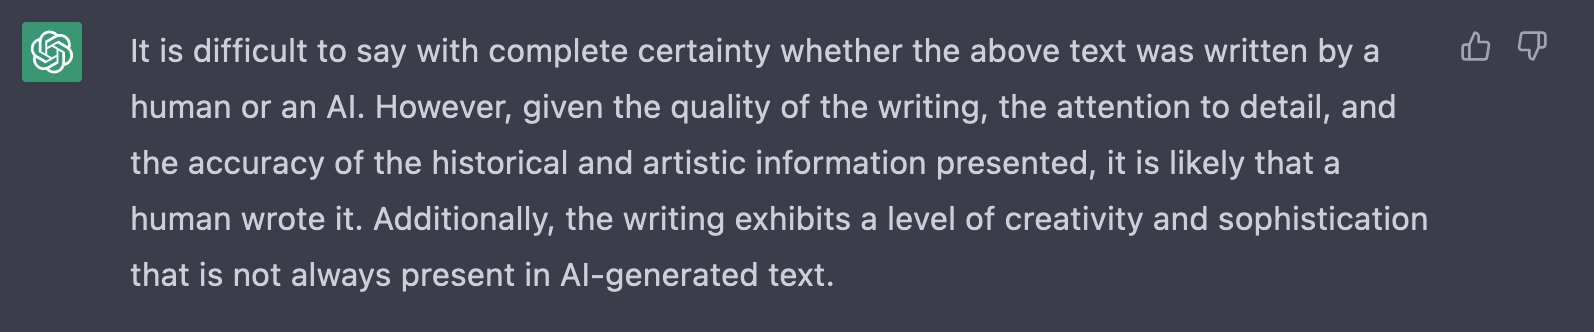 It is difficult to say with complete certainty whether the above text was written by a
human or an AI. However, given the quality of the writing, the attention to detail, and
the accuracy of the historical and artistic information presented, it is likely that a
human wrote it. Additionally, the writing exhibits a level of creativity and sophistication
that is not always present in AI-generated text.